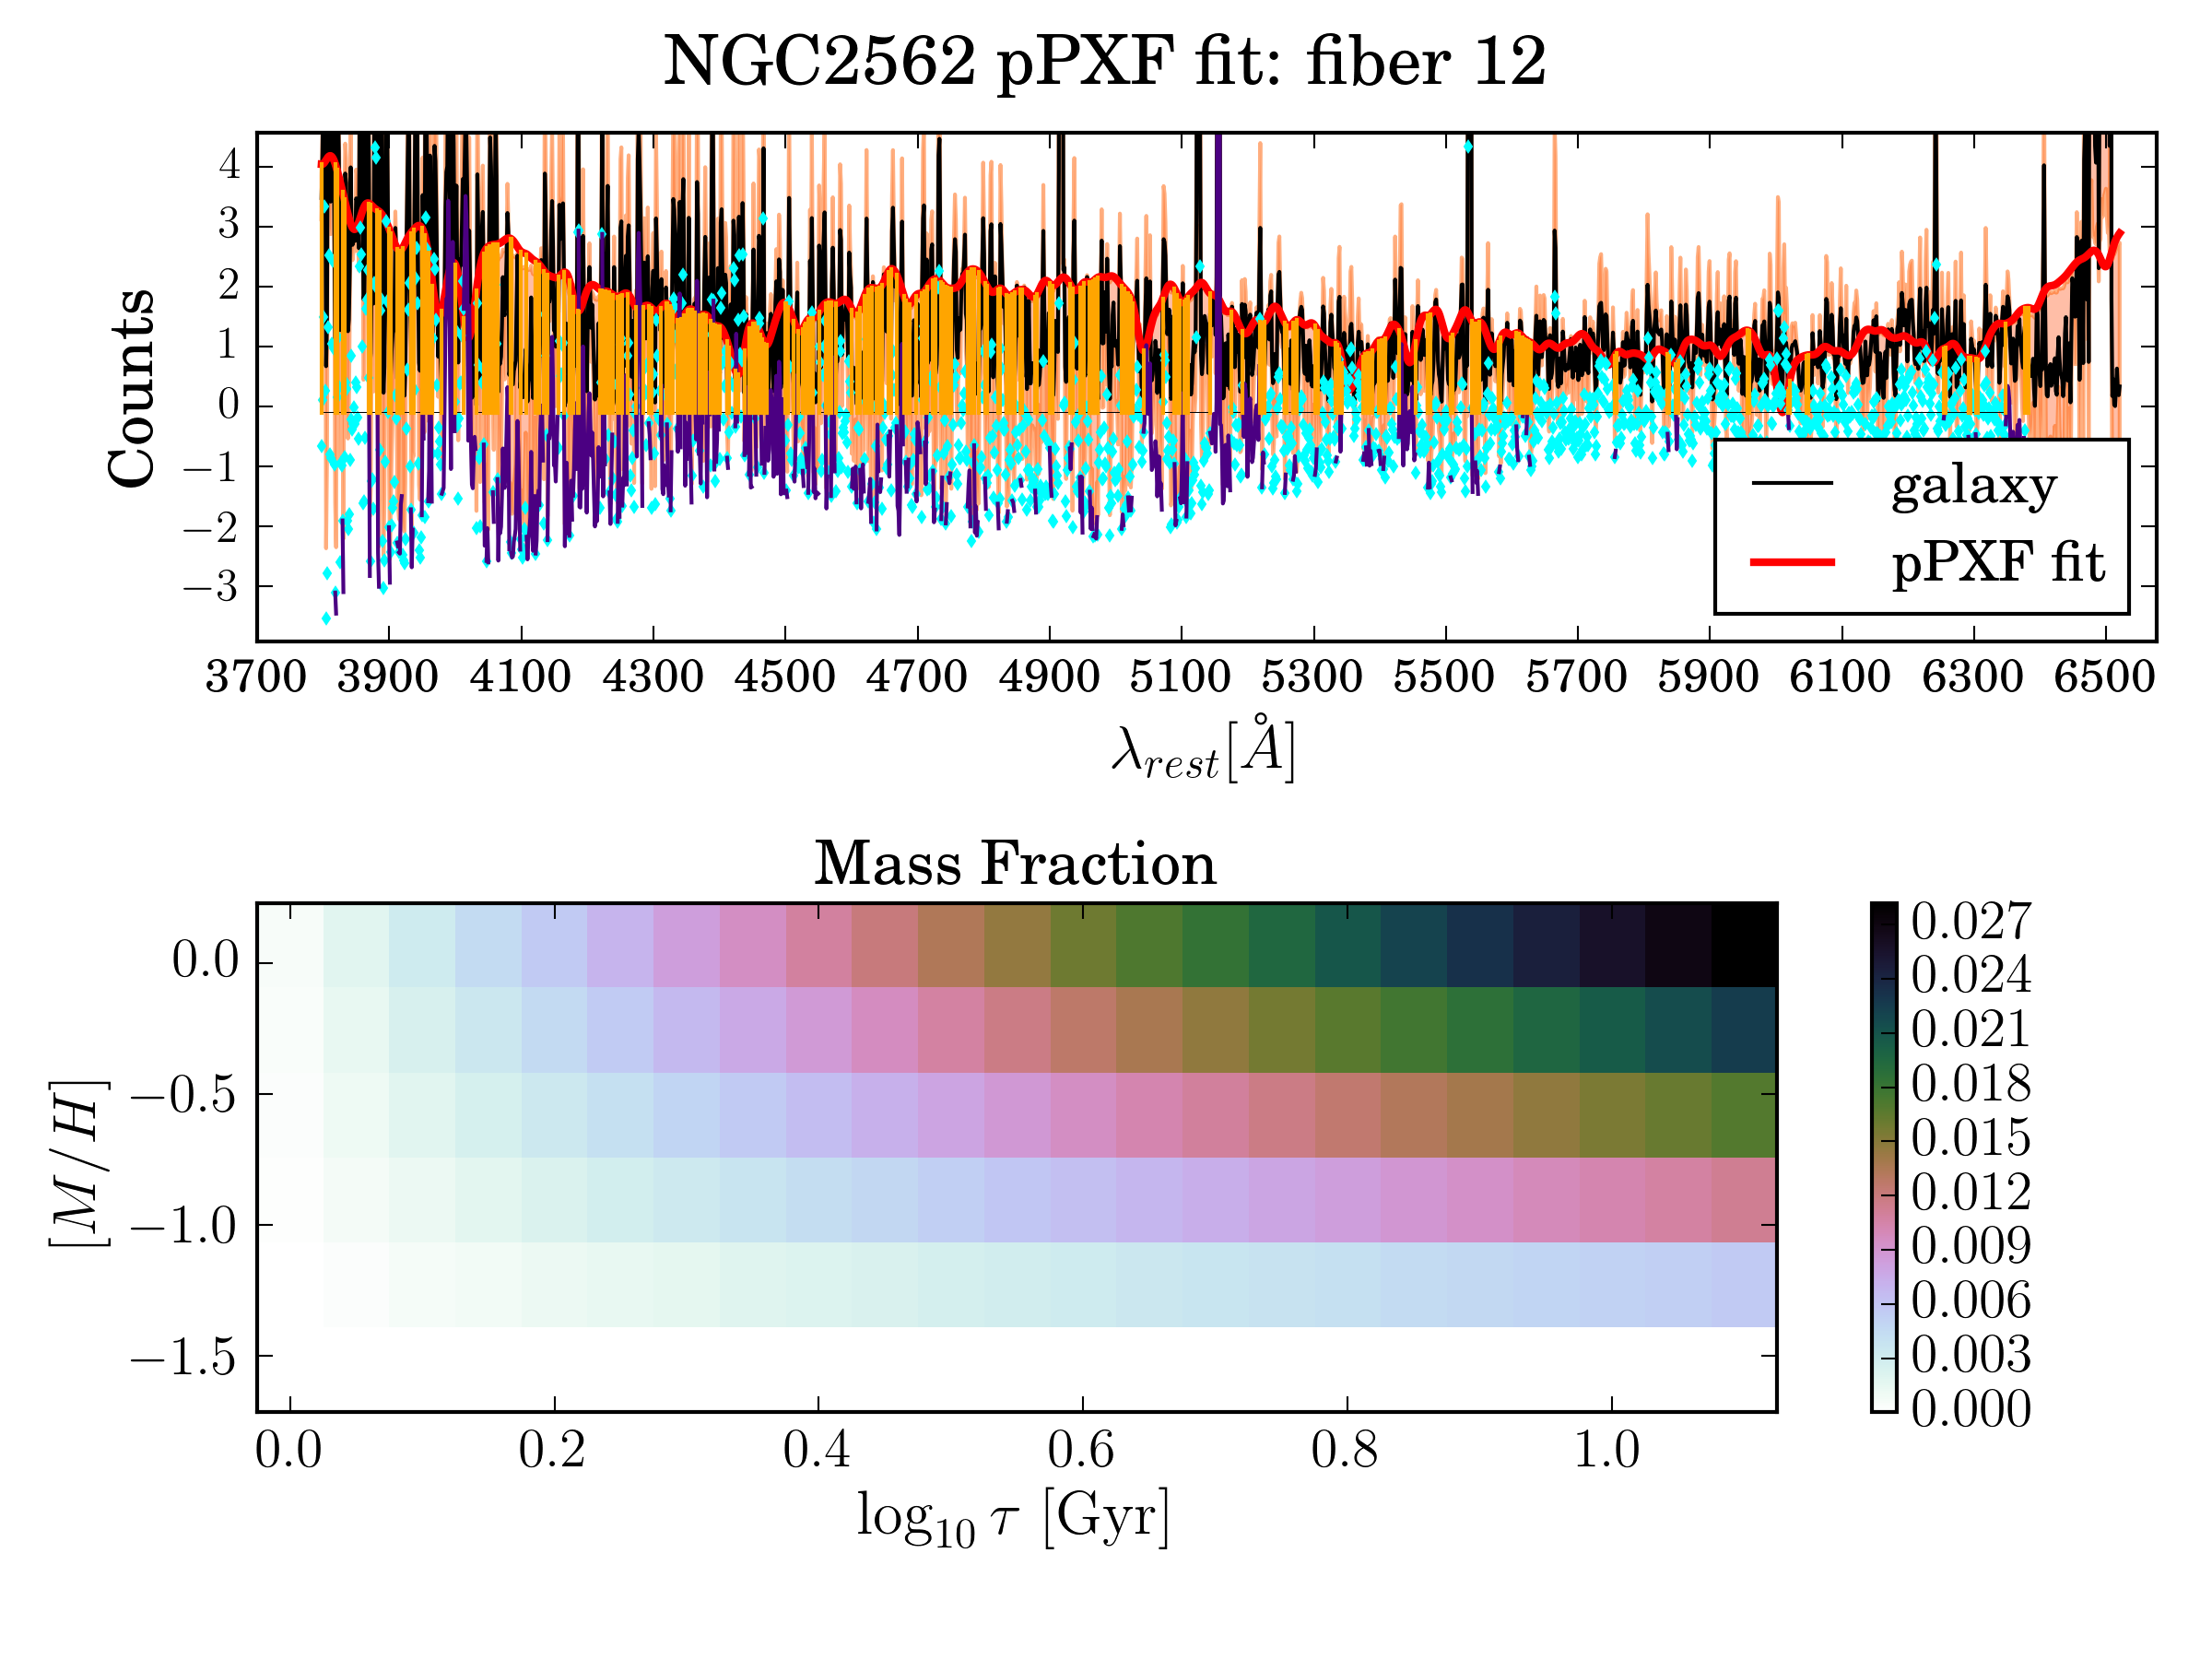 NGC2562 pPXF fit: fiber 12
Counts
4
3
2
1
0
−1
−2
−3
galaxy
pPXF fit
3700 3900 4100 4300 4500 4700 4900 5100 5300 5500 5700 5900 6100 6300 6500
λrest[Å]
Mass Fraction
[M/H]
0.0
−0.5
−1.0
−1.5
0.0 0.2 0.4 0.6 0.8 1.0
log10 τ [Gyr]
0.027
0.024
0.021
0.018
0.015
0.012
0.009
0.006
0.003
0.000